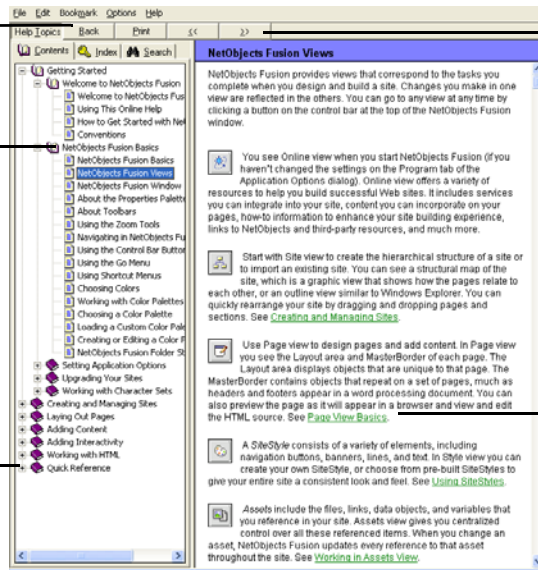 File Edit Bookmark Options Help
Help Topics Back Print << >>
Contents Index Search
Getting Started
Welcome to NetObjects Fusion
Welcome to NetObjects Fus
Using This Online Help
How to Get Started with Net
Conventions
NetObjects Fusion Basics
NetObjects Fusion Basics
NetObjects Fusion Views
NetObjects Fusion Window
About the Properties Palette
About Toolbars
Using the Zoom Tools
Navigating in NetObjects Fu
Using the Control Bar Button
Using the Go Menu
Using Shortcut Menus
Choosing Colors
Working with Color Palettes
Choosing a Color Palette
Loading a Custom Color Pale
Creating or Editing a Color F
NetObjects Fusion Folder St
Setting Application Options
Upgrading Your Sites
Working with Character Sets
Creating and Managing Sites
Laying Out Pages
Adding Content
Adding Interactivity
Working with HTML
Quick Reference
NetObjects Fusion Views
NetObjects Fusion provides views that correspond to the tasks you
complete when you design and build a site. Changes you make in one
view are reflected in the others. You can go to any view at any time by
clicking a button on the control bar at the top of the NetObjects Fusion
window.
You see Online view when you start NetObjects Fusion (if you
haven't changed the settings on the Program tab of the
Application Options dialog). Online view offers a variety of
resources to help you build successful Web sites. It includes services
you can integrate into your site, content you can incorporate on your
pages, how-to information to enhance your site building experience,
links to NetObjects and third-party resources, and much more.
Start with Site view to create the hierarchical structure of a site or
to import an existing site. You can see a structural map of the
site, which is a graphic view that shows how the pages relate to
each other, or an outline view similar to Windows Explorer. You can
quickly rearrange your site by dragging and dropping pages and
sections. See Creating and Managing Sites.
Use Page view to design pages and add content. In Page view
you see the Layout area and MasterBorder of each page. The
Layout area displays objects that are unique to that page. The
MasterBorder contains objects that repeat on a set of pages, much as
headers and footers appear in a word processing document. You can
also preview the page as it will appear in a browser and view and edit
the HTML source. See Page View Basics.
A SiteStyle consists of a variety of elements, including
navigation buttons, banners, lines, and text. In Style view you can
create your own SiteStyle, or choose from pre-built SiteStyles to
give your entire site a consistent look and feel. See Using SiteStyles.
Assets include the files, links, data objects, and variables that
you reference in your site. Assets view gives you centralized
control over all these referenced items. When you change an
asset, NetObjects Fusion updates every reference to that asset
throughout the site. See Working in Assets View.